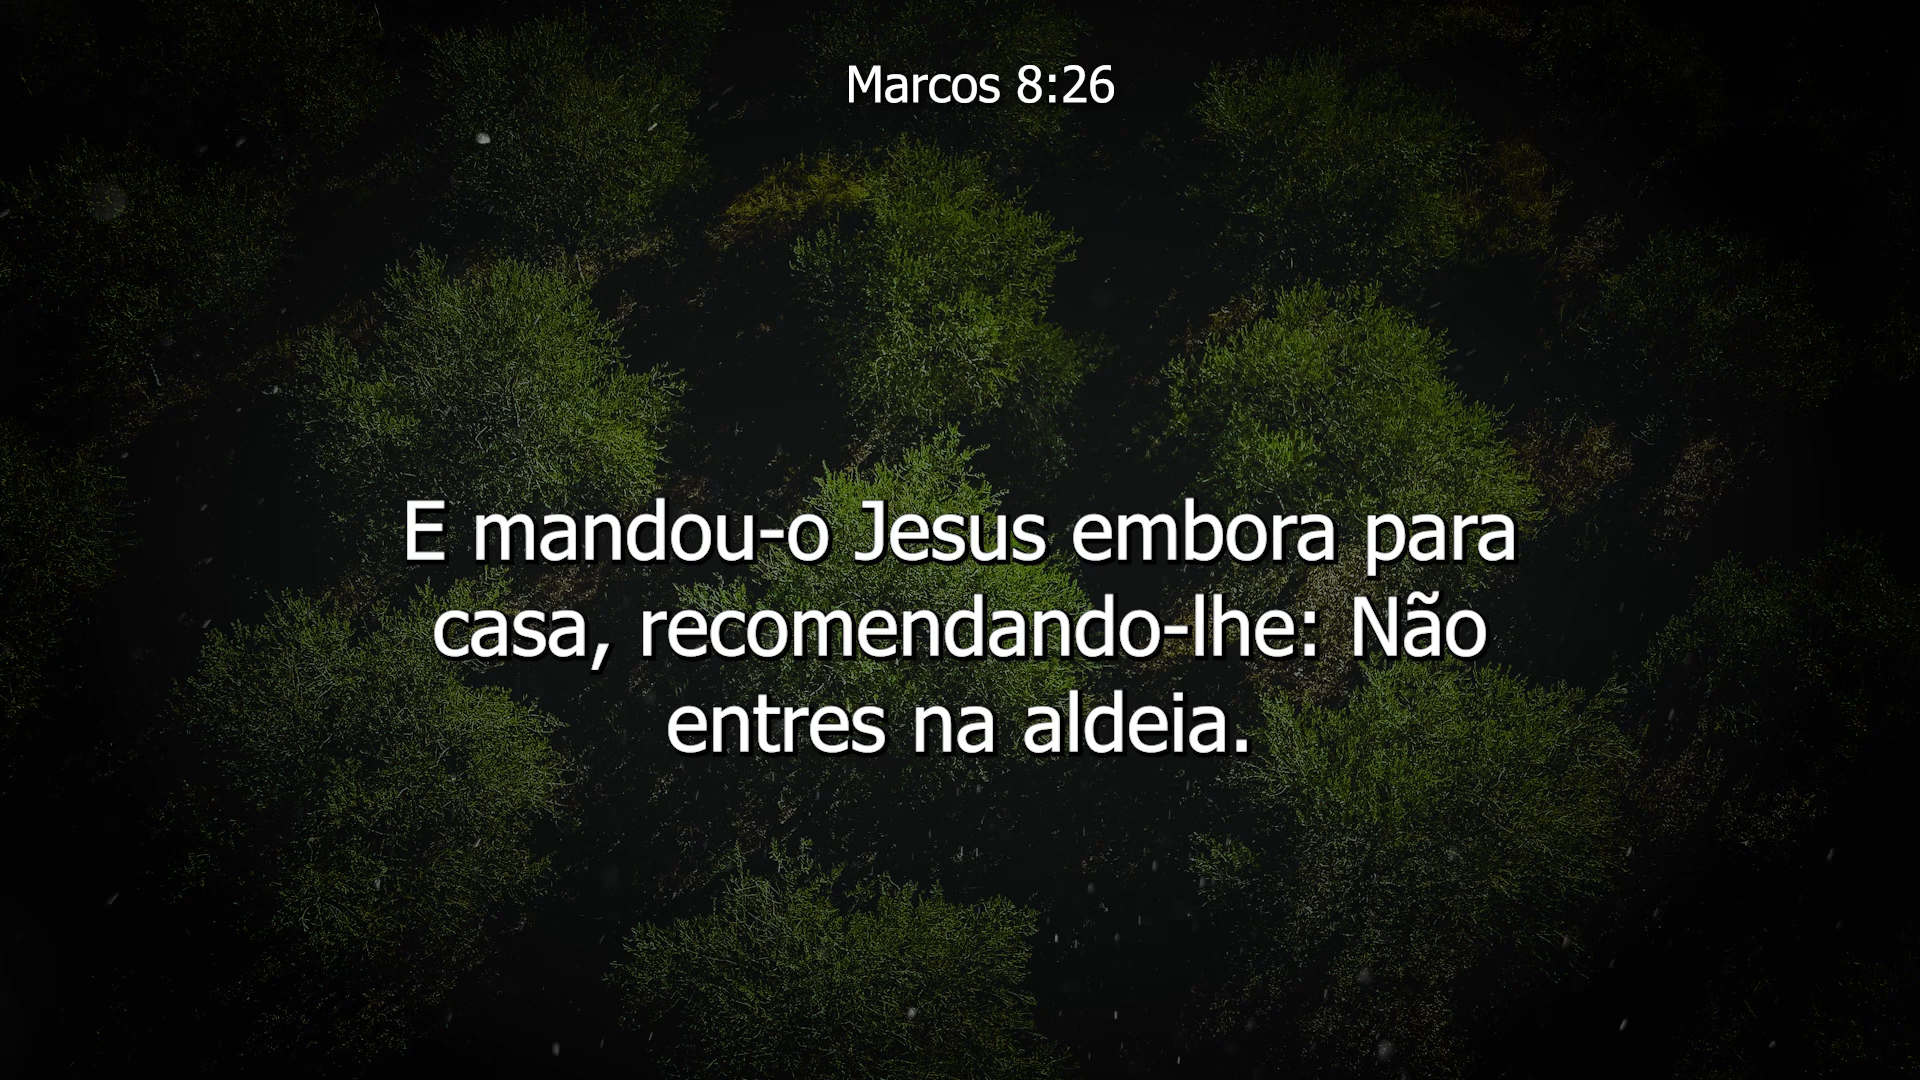 Marcos 8:26
E mandou-o Jesus embora para
casa, recomendando-lhe: Não
entres na aldeia.